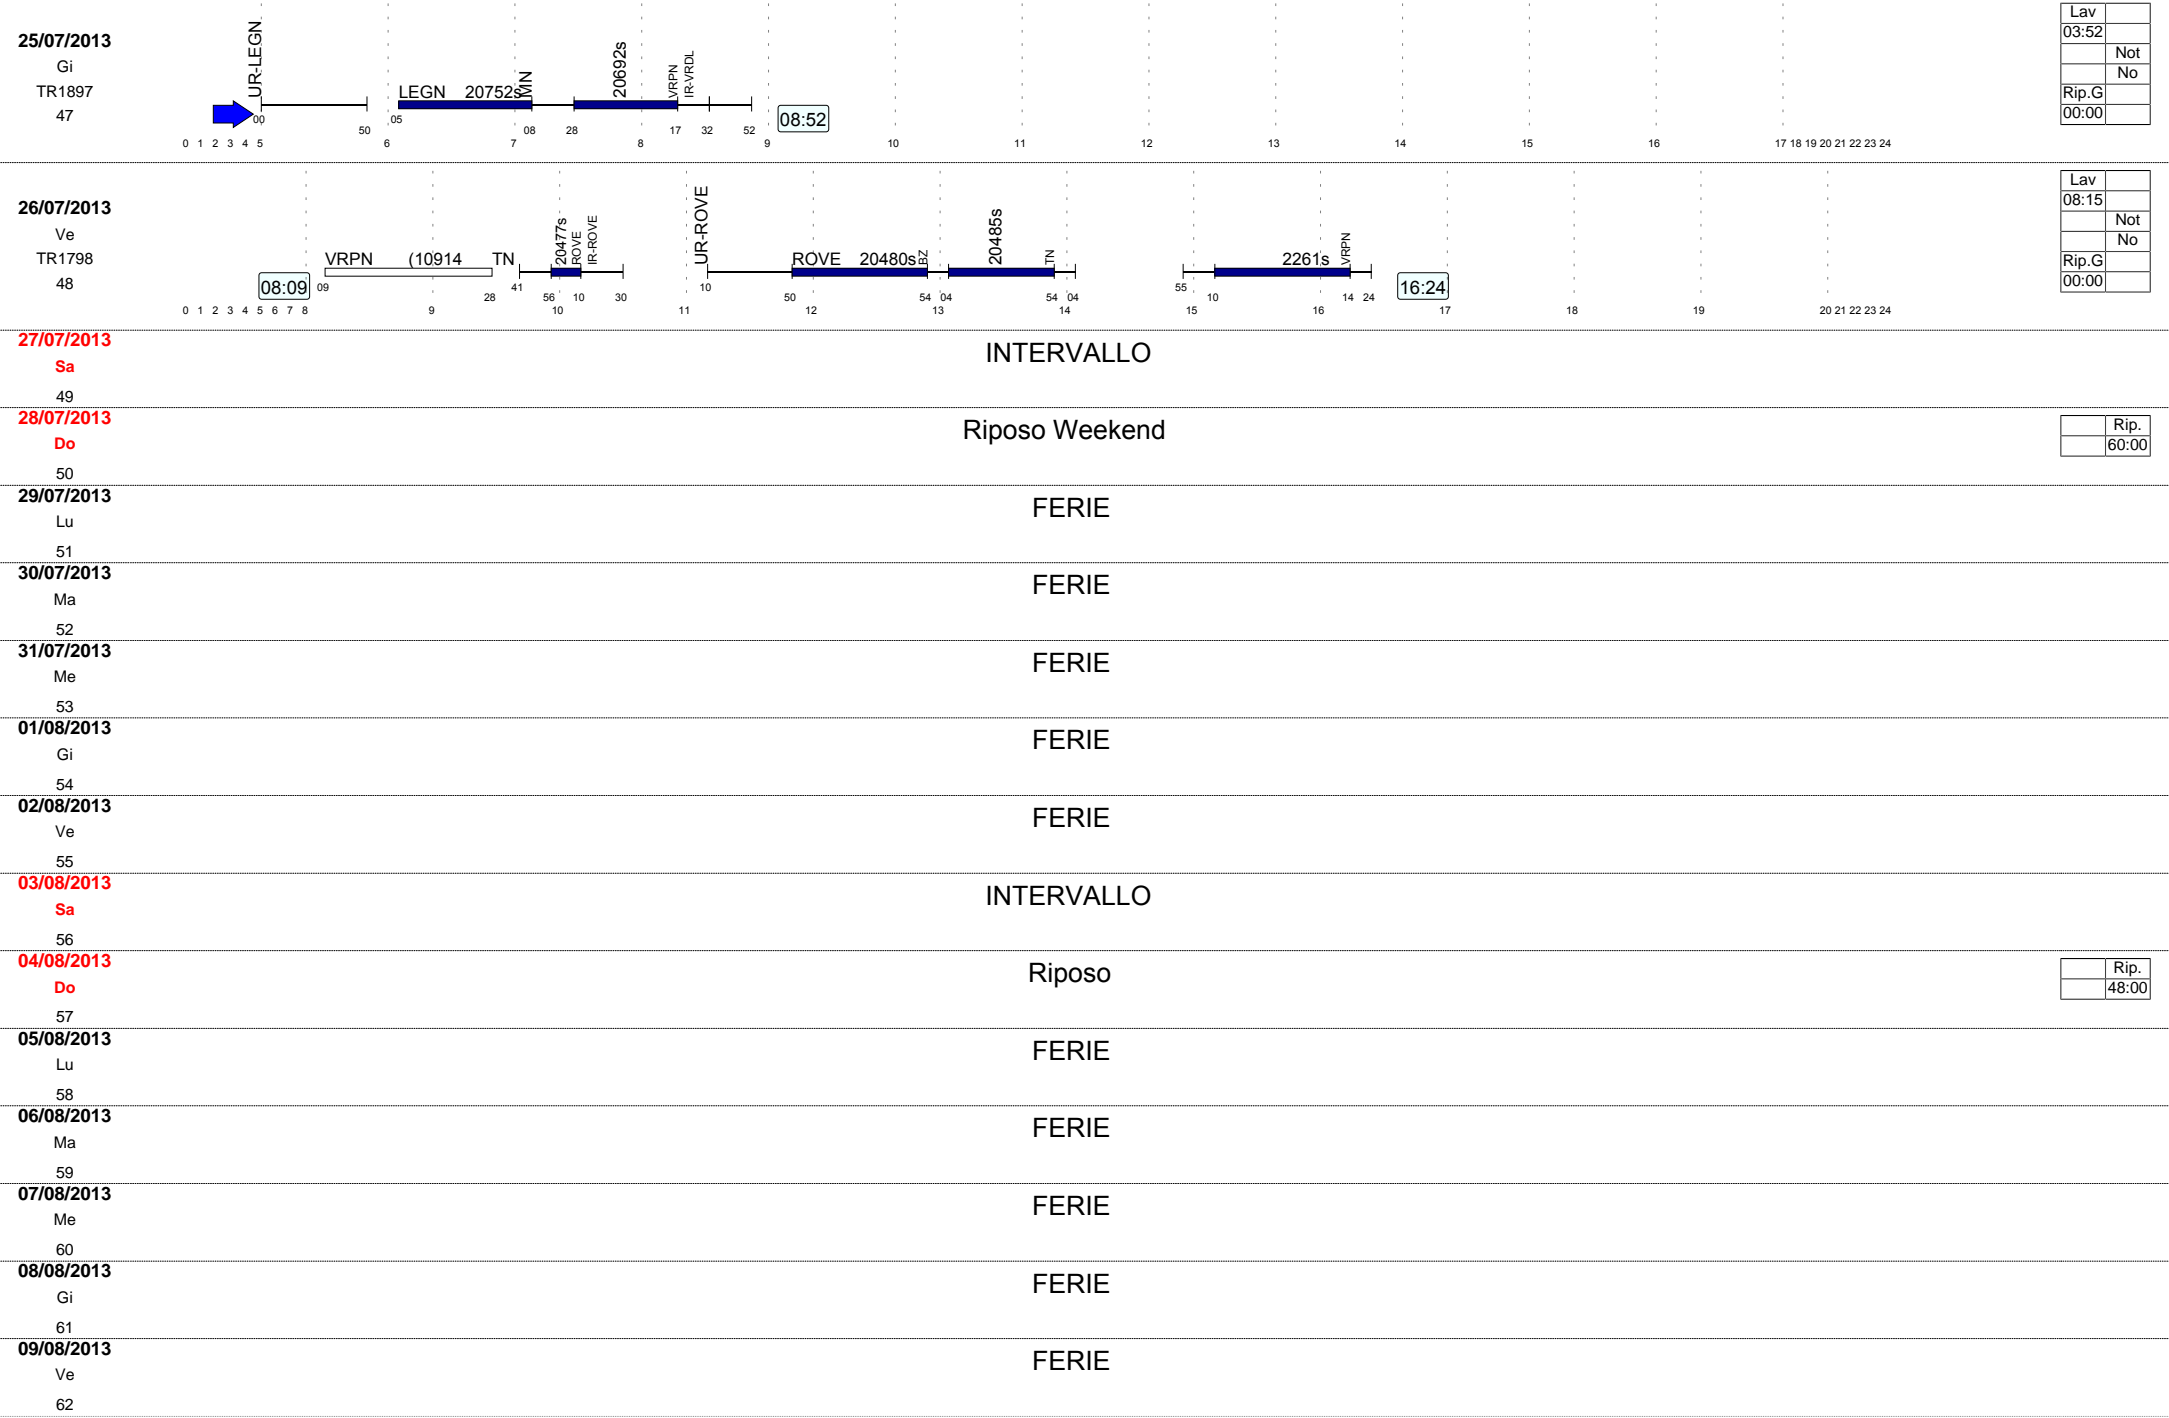 25/07/2013
Gi
TR1897
47
UR-LEGN
LEGN 20752s MN 20692s VRPN IR-VRDL
00 50 05 08 28 17 32 52
08:52
0 1 2 3 4 5 6 7 8 9 10 11 12 13 14 15 16 17 18 19 20 21 22 23 24
Lav
03:52
Not
No
Rip.G
00:00
26/07/2013
Ve
TR1798
48
08:09
VRPN (10914 TN 20477s ROVE IR-ROVE UR-ROVE ROVE 20480s BZ 20485s TN 2261s VRPN
09 28 41 56 10 30 10 50 54 04 54 04 55 10 14 24
16:24
0 1 2 3 4 5 6 7 8 9 10 11 12 13 14 15 16 17 18 19 20 21 22 23 24
Lav
08:15
Not
No
Rip.G
00:00
27/07/2013
Sa
49
INTERVALLO
28/07/2013
Do
50
Riposo Weekend
Rip.
60:00
29/07/2013
Lu
51
FERIE
30/07/2013
Ma
52
FERIE
31/07/2013
Me
53
FERIE
01/08/2013
Gi
54
FERIE
02/08/2013
Ve
55
FERIE
03/08/2013
Sa
56
INTERVALLO
04/08/2013
Do
57
Riposo
Rip.
48:00
05/08/2013
Lu
58
FERIE
06/08/2013
Ma
59
FERIE
07/08/2013
Me
60
FERIE
08/08/2013
Gi
61
FERIE
09/08/2013
Ve
62
FERIE